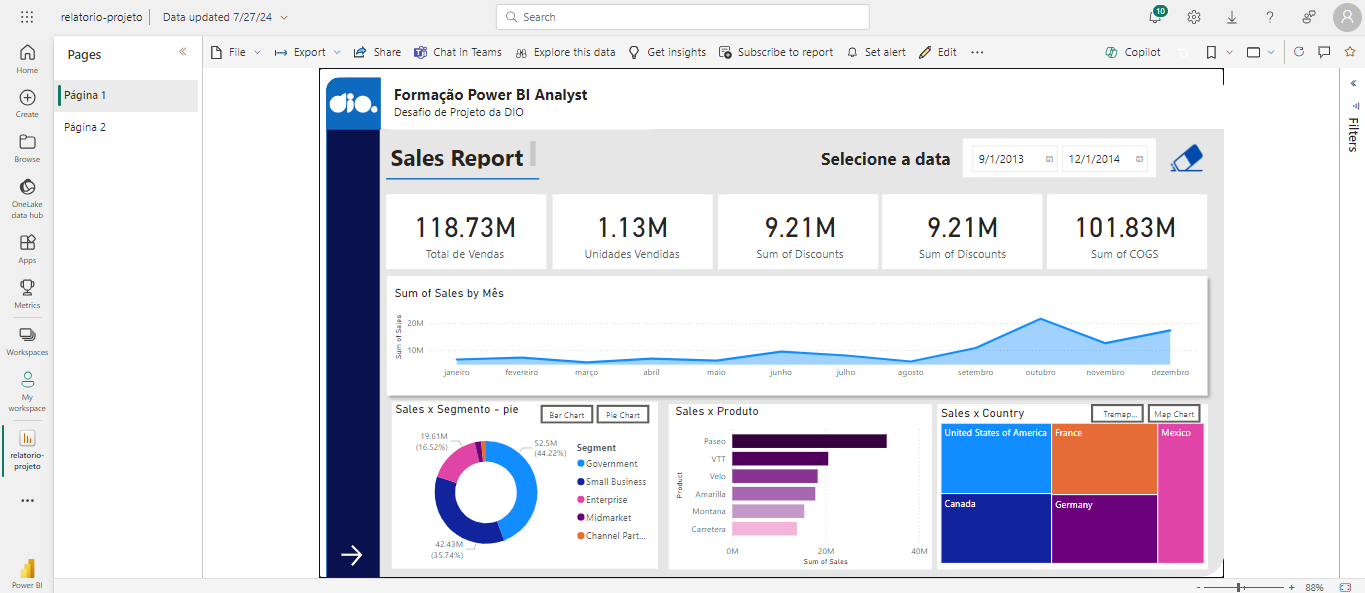 relatorio-projeto
Data updated 7/27/24
Search
10
Home
Create
Browse
OneLake
data hub
Apps
Metrics
Workspaces
My
workspace
relatorio-
projeto
Power BI
Pages
Página 1
Página 2
File
Export
Share
Chat in Teams
Explore this data
Get insights
Subscribe to report
Set alert
Edit
Copilot
Filters
dio.
Formação Power BI Analyst
Desafio de Projeto da DIO
Sales Report
Selecione a data
9/1/2013
12/1/2014
118.73M
Total de Vendas
1.13M
Unidades Vendidas
9.21M
Sum of Discounts
9.21M
Sum of Discounts
101.83M
Sum of COGS
Sum of Sales by Mês
Sum of Sales
20M
10M
janeiro fevereiro março abril maio junho julho agosto setembro outubro novembro dezembro
Sales x Segmento - pie
Bar Chart
Pie Chart
19.61M
(16.52%)
52.5M
(44.22%)
42.43M
(35.74%)
Segment
Government
Small Business
Enterprise
Midmarket
Channel Part...
Sales x Produto
Product
Paseo
VTT
Velo
Amarilla
Montana
Carretera
0M 20M 40M
Sum of Sales
Sales x Country
Tremap...
Map Chart
United States of America
France
Mexico
Canada
Germany
- + 88%